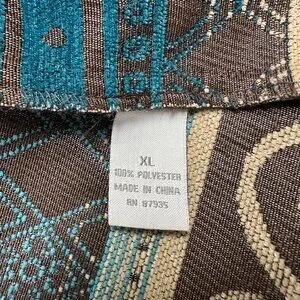 XL
100% POLYESTER
MADE IN CHINA
RN 87935